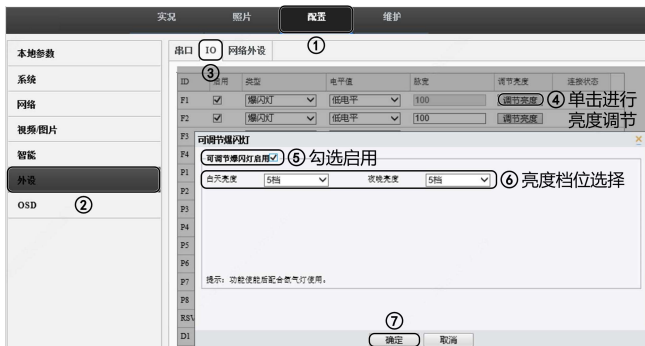 实况 照片 配置 维护
①
本地参数
系统
网络
视频/图片
智能
外设
OSD ②
串口 IO 网络外设
③
ID 启用 类型 电平值 脉宽 调节亮度 连接状态
F1 爆闪灯 低电平 100 调节亮度 ④ 单击进行
F2 爆闪灯 低电平 100 调节亮度 亮度调节
F3 可调节爆闪灯
F4 可调节爆闪灯启用 ⑤ 勾选启用
P1 白天亮度 5档 夜晚亮度 5档 ⑥ 亮度档位选择
P2
P3
P4
P5
P6
P7 提示：功能使能后配合氙气灯使用。
P8
RSV ⑦
D1 确定 取消